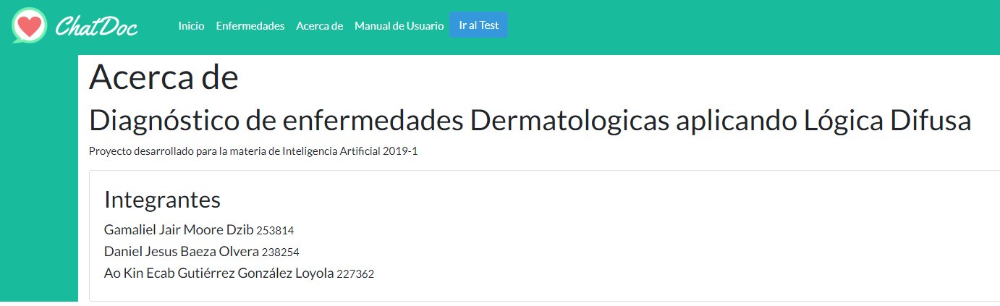 ChatDoc Inicio Enfermedades Acerca de Manual de Usuario Ir al Test
Acerca de
Diagnóstico de enfermedades Dermatologicas aplicando Lógica Difusa
Proyecto desarrollado para la materia de Inteligencia Artificial 2019-1
Integrantes
Gamaliel Jair Moore Dzib 253814
Daniel Jesus Baeza Olvera 238254
Ao Kin Ecab Gutiérrez González Loyola 227362